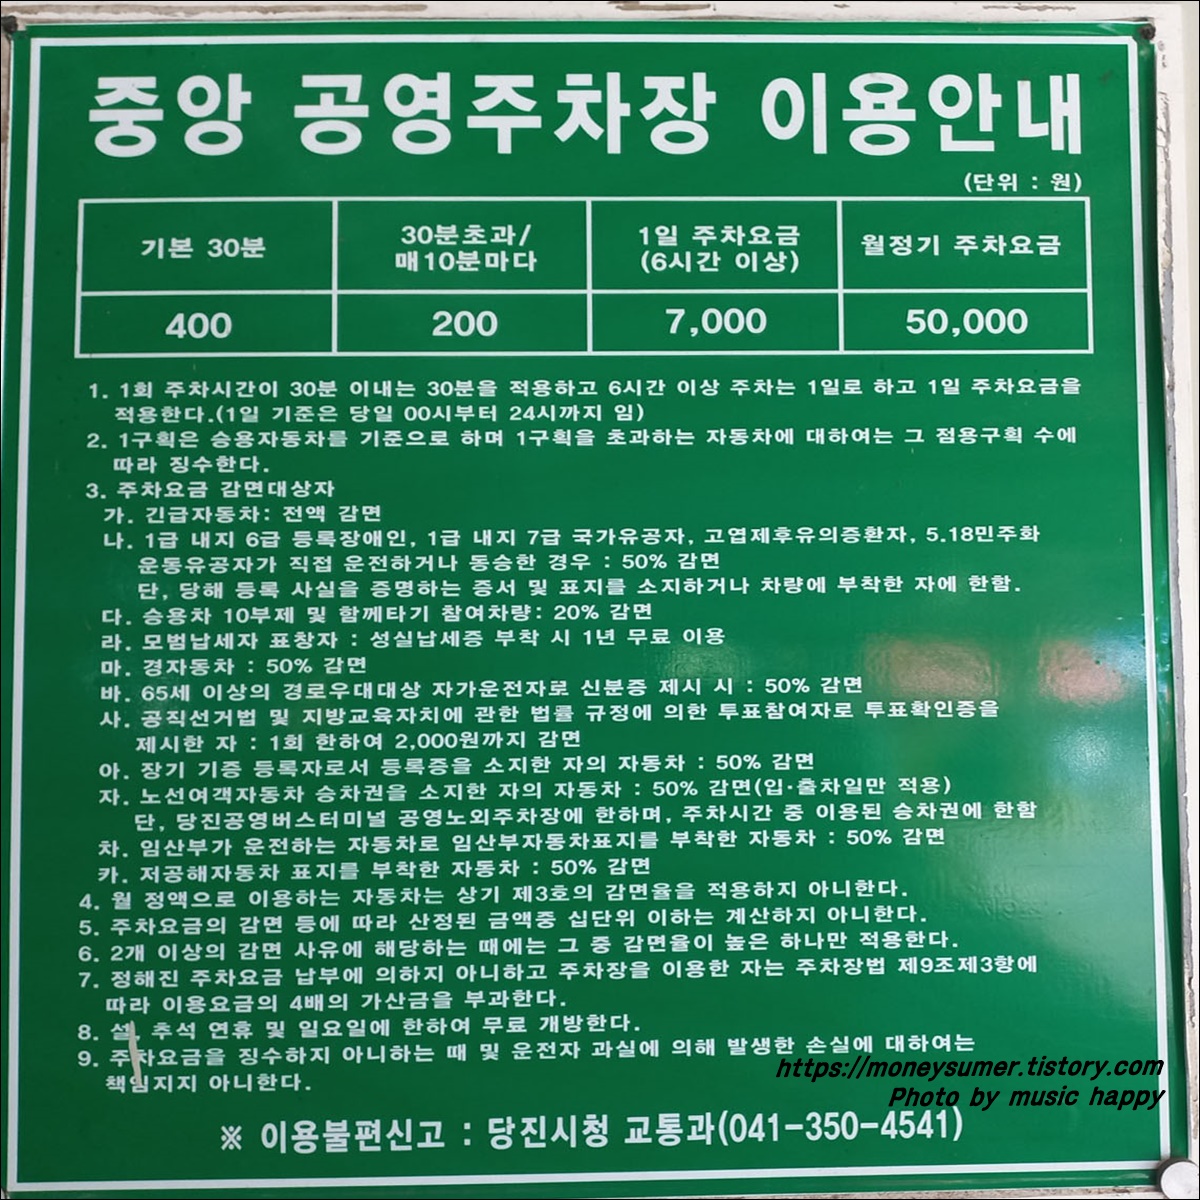 중앙 공영주차장 이용안내
(단위 : 원)
기본 30분
30분초과/
매10분마다
1일 주차요금
(6시간 이상)
월정기 주차요금
400
200
7,000
50,000
1. 1회 주차시간이 30분 이내는 30분을 적용하고 6시간 이상 주차는 1일로 하고 1일 주차요금을
적용한다.(1일 기준은 당일 00시부터 24시까지 임)
2. 1구획은 승용자동차를 기준으로 하며 1구획을 초과하는 자동차에 대하여는 그 점용구획 수에
따라 징수한다.
3. 주차요금 감면대상자
가. 긴급자동차: 전액 감면
나. 1급 내지 6급 등록장애인, 1급 내지 7급 국가유공자, 고엽제후유의증환자, 5.18민주화
운동유공자가 직접 운전하거나 동승한 경우 : 50% 감면
단, 당해 등록 사실을 증명하는 증서 및 표지를 소지하거나 차량에 부착한 자에 한함.
다. 승용차 10부제 및 함께타기 참여차량: 20% 감면
라. 모범납세자 표창자 : 성실납세증 부착 시 1년 무료 이용
마. 경자동차 : 50% 감면
바. 65세 이상의 경로우대대상 자가운전자로 신분증 제시 시 : 50% 감면
사. 공직선거법 및 지방교육자치에 관한 법률 규정에 의한 투표참여자로 투표확인증을
제시한 자 : 1회 한하여 2,000원까지 감면
아. 장기 기증 등록자로서 등록증을 소지한 자의 자동차 : 50% 감면
자. 노선여객자동차 승차권을 소지한 자의 자동차 : 50% 감면(입·출차일만 적용)
단, 당진공영버스터미널 공영노외주차장에 한하며, 주차시간 중 이용된 승차권에 한함
차. 임산부가 운전하는 자동차로 임산부자동차표지를 부착한 자동차 : 50% 감면
카. 저공해자동차 표지를 부착한 자동차 : 50% 감면
4. 월 정액으로 이용하는 자동차는 상기 제3호의 감면율을 적용하지 아니한다.
5. 주차요금의 감면 등에 따라 산정된 금액중 십단위 이하는 계산하지 아니한다.
6. 2개 이상의 감면 사유에 해당하는 때에는 그 중 감면율이 높은 하나만 적용한다.
7. 정해진 주차요금 납부에 의하지 아니하고 주차장을 이용한 자는 주차장법 제9조제3항에
따라 이용요금의 4배의 가산금을 부과한다.
8. 설, 추석 연휴 및 일요일에 한하여 무료 개방한다.
9. 주차요금을 징수하지 아니하는 때 및 운전자 과실에 의해 발생한 손실에 대하여는
책임지지 아니한다.
https://moneysumer.tistory.com
Photo by music happy
※ 이용불편신고 : 당진시청 교통과(041-350-4541)